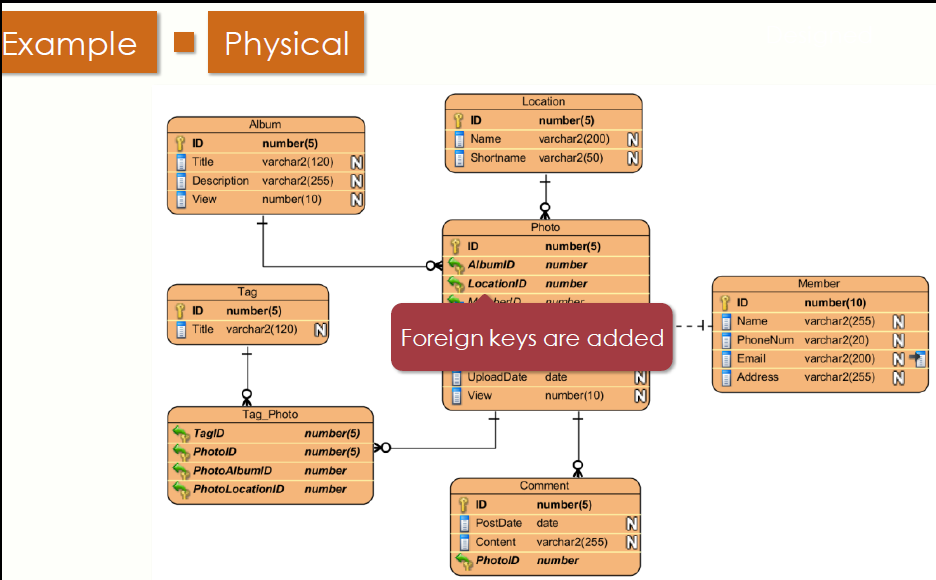 Example
Physical
Location
ID number(5)
Name varchar2(200) N
Shortname varchar2(50) N
Album
ID number(5)
Title varchar2(120) N
Description varchar2(255) N
View number(10) N
Photo
ID number(5)
AlbumID number
LocationID number
MemberID number
Foreign keys are added
UploadDate date N
View number(10) N
Tag
ID number(5)
Title varchar2(120) N
Member
ID number(10)
Name varchar2(255) N
PhoneNum varchar2(20) N
Email varchar2(200) N
Address varchar2(255) N
Tag_Photo
TagID number(5)
PhotoID number(5)
PhotoAlbumID number
PhotoLocationID number
Comment
ID number(5)
PostDate date N
Content varchar2(255) N
PhotoID number